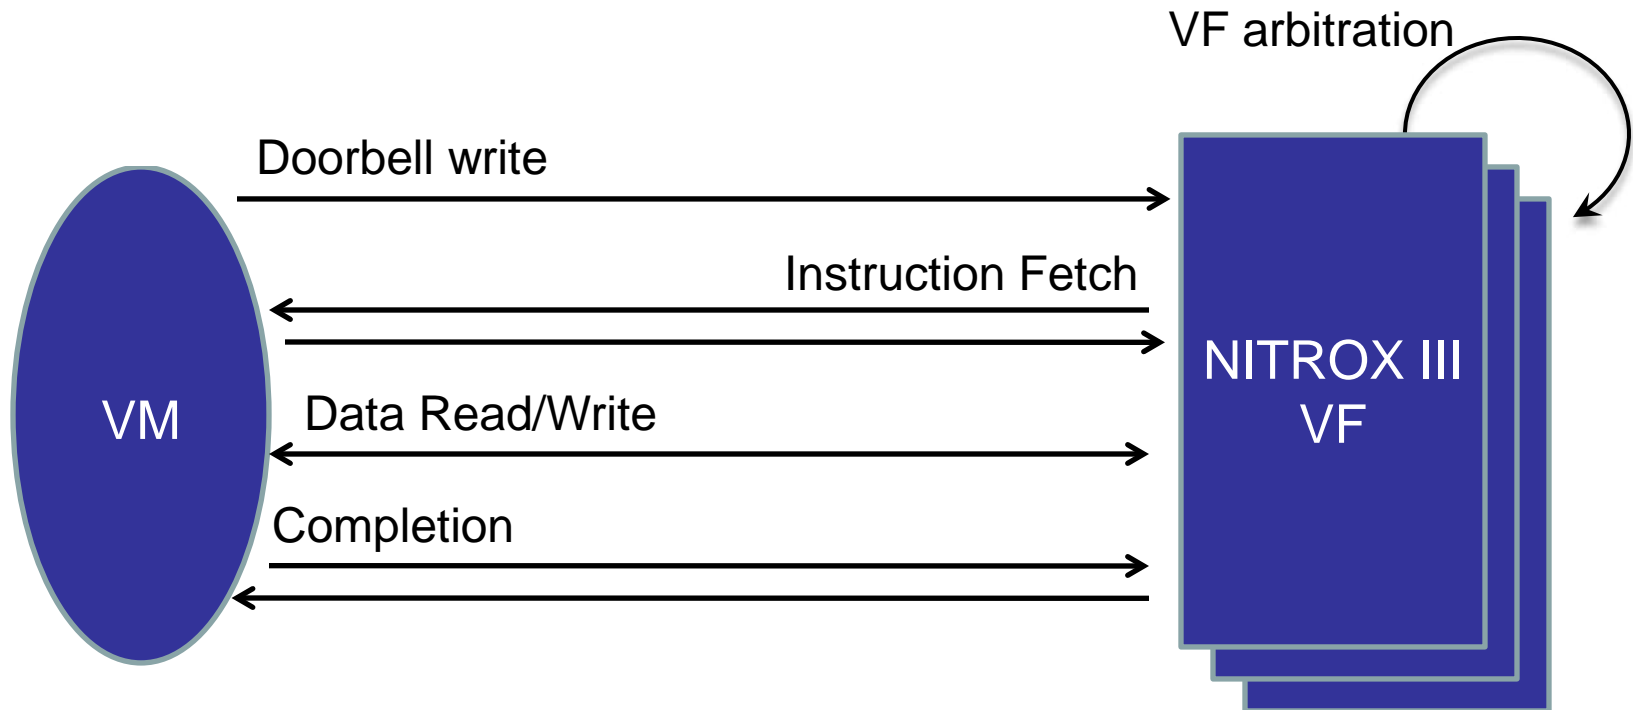 VF arbitration
Doorbell write
Instruction Fetch
NITROX III
VF
VM
Data Read/Write
Completion